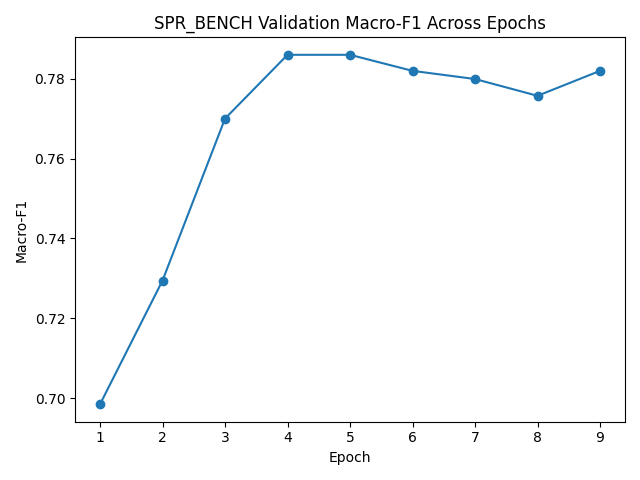 SPR_BENCH Validation Macro-F1 Across Epochs
Macro-F1
0.78
0.76
0.74
0.72
0.70
1 2 3 4 5 6 7 8 9
Epoch